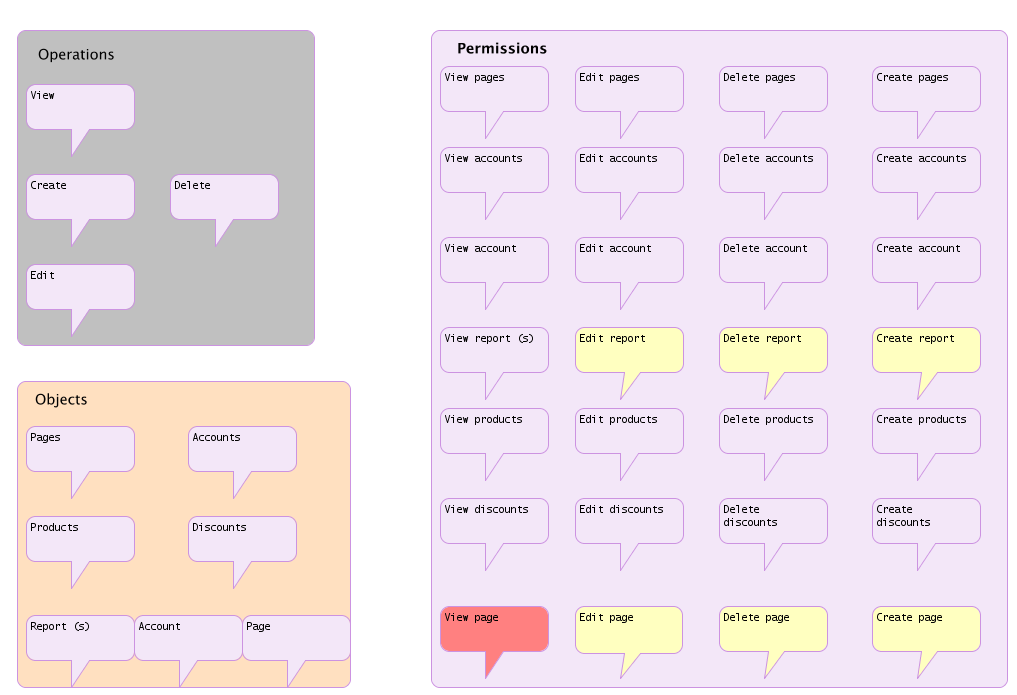 Operations
View
Create
Delete
Edit
Objects
Pages
Accounts
Products
Discounts
Report (s)
Account
Page
Permissions
View pages
Edit pages
Delete pages
Create pages
View accounts
Edit accounts
Delete accounts
Create accounts
View account
Edit account
Delete account
Create account
View report (s)
Edit report
Delete report
Create report
View products
Edit products
Delete products
Create products
View discounts
Edit discounts
Delete
discounts
Create
discounts
View page
Edit page
Delete page
Create page